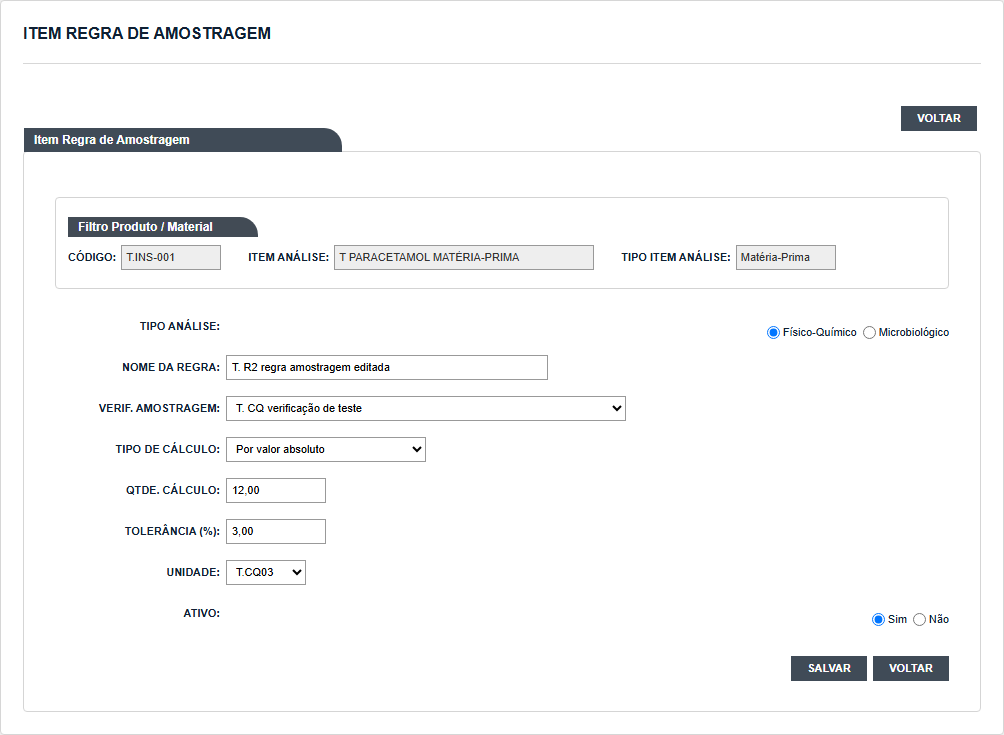 ITEM REGRA DE AMOSTRAGEM
VOLTAR
Item Regra de Amostragem
Filtro Produto / Material
CÓDIGO: T.INS-001 ITEM ANÁLISE: T PARACETAMOL MATÉRIA-PRIMA TIPO ITEM ANÁLISE: Matéria-Prima
TIPO ANÁLISE: Físico-Químico Microbiológico
NOME DA REGRA: T. R2 regra amostragem editada
VERIF. AMOSTRAGEM: T. CQ verificação de teste
TIPO DE CÁLCULO: Por valor absoluto
QTDE. CÁLCULO: 12,00
TOLERÂNCIA (%): 3,00
UNIDADE: T.CQ03
ATIVO: Sim Não
SALVAR VOLTAR